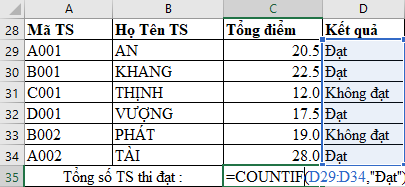 A B C D
28 Mã TS Họ Tên TS Tổng điểm Kết quả
29 A001 AN 20.5 Đạt
30 B001 KHANG 22.5 Đạt
31 C001 THỊNH 12.0 Không đạt
32 D001 VƯỢNG 17.5 Đạt
33 B002 PHÁT 19.0 Không đạt
34 A002 TÀI 28.0 Đạt
35 Tổng số TS thi đạt : =COUNTIF(D29:D34,"Đạt")